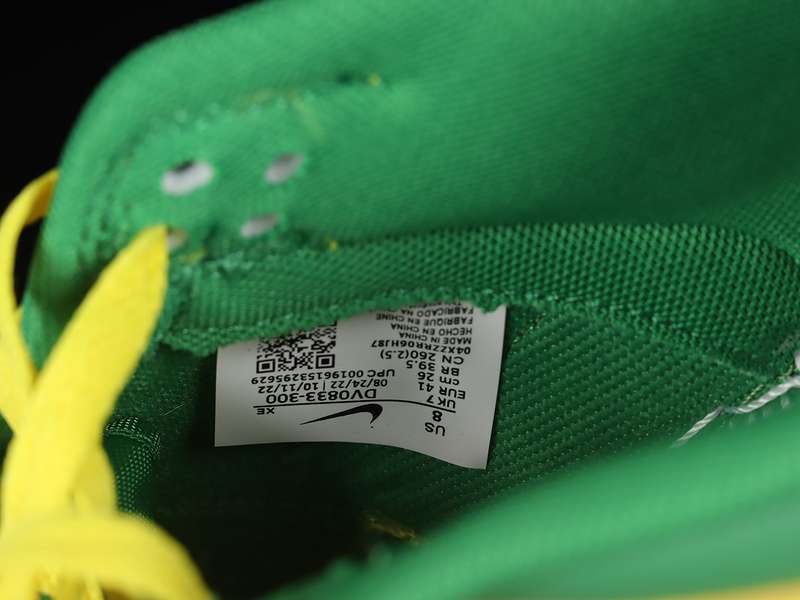 US
8
UK 7
EUR 41
cm 26
BR 39.5
CN 260(2.5)
XE
DV0833-300
08/24/22 | 10/11/22
UPC 00196153295629
04XZZRR06HJ87
MADE IN CHINA
HECHO EN CHINA
FABRIQUE EN CHINE
FABRICADO NA